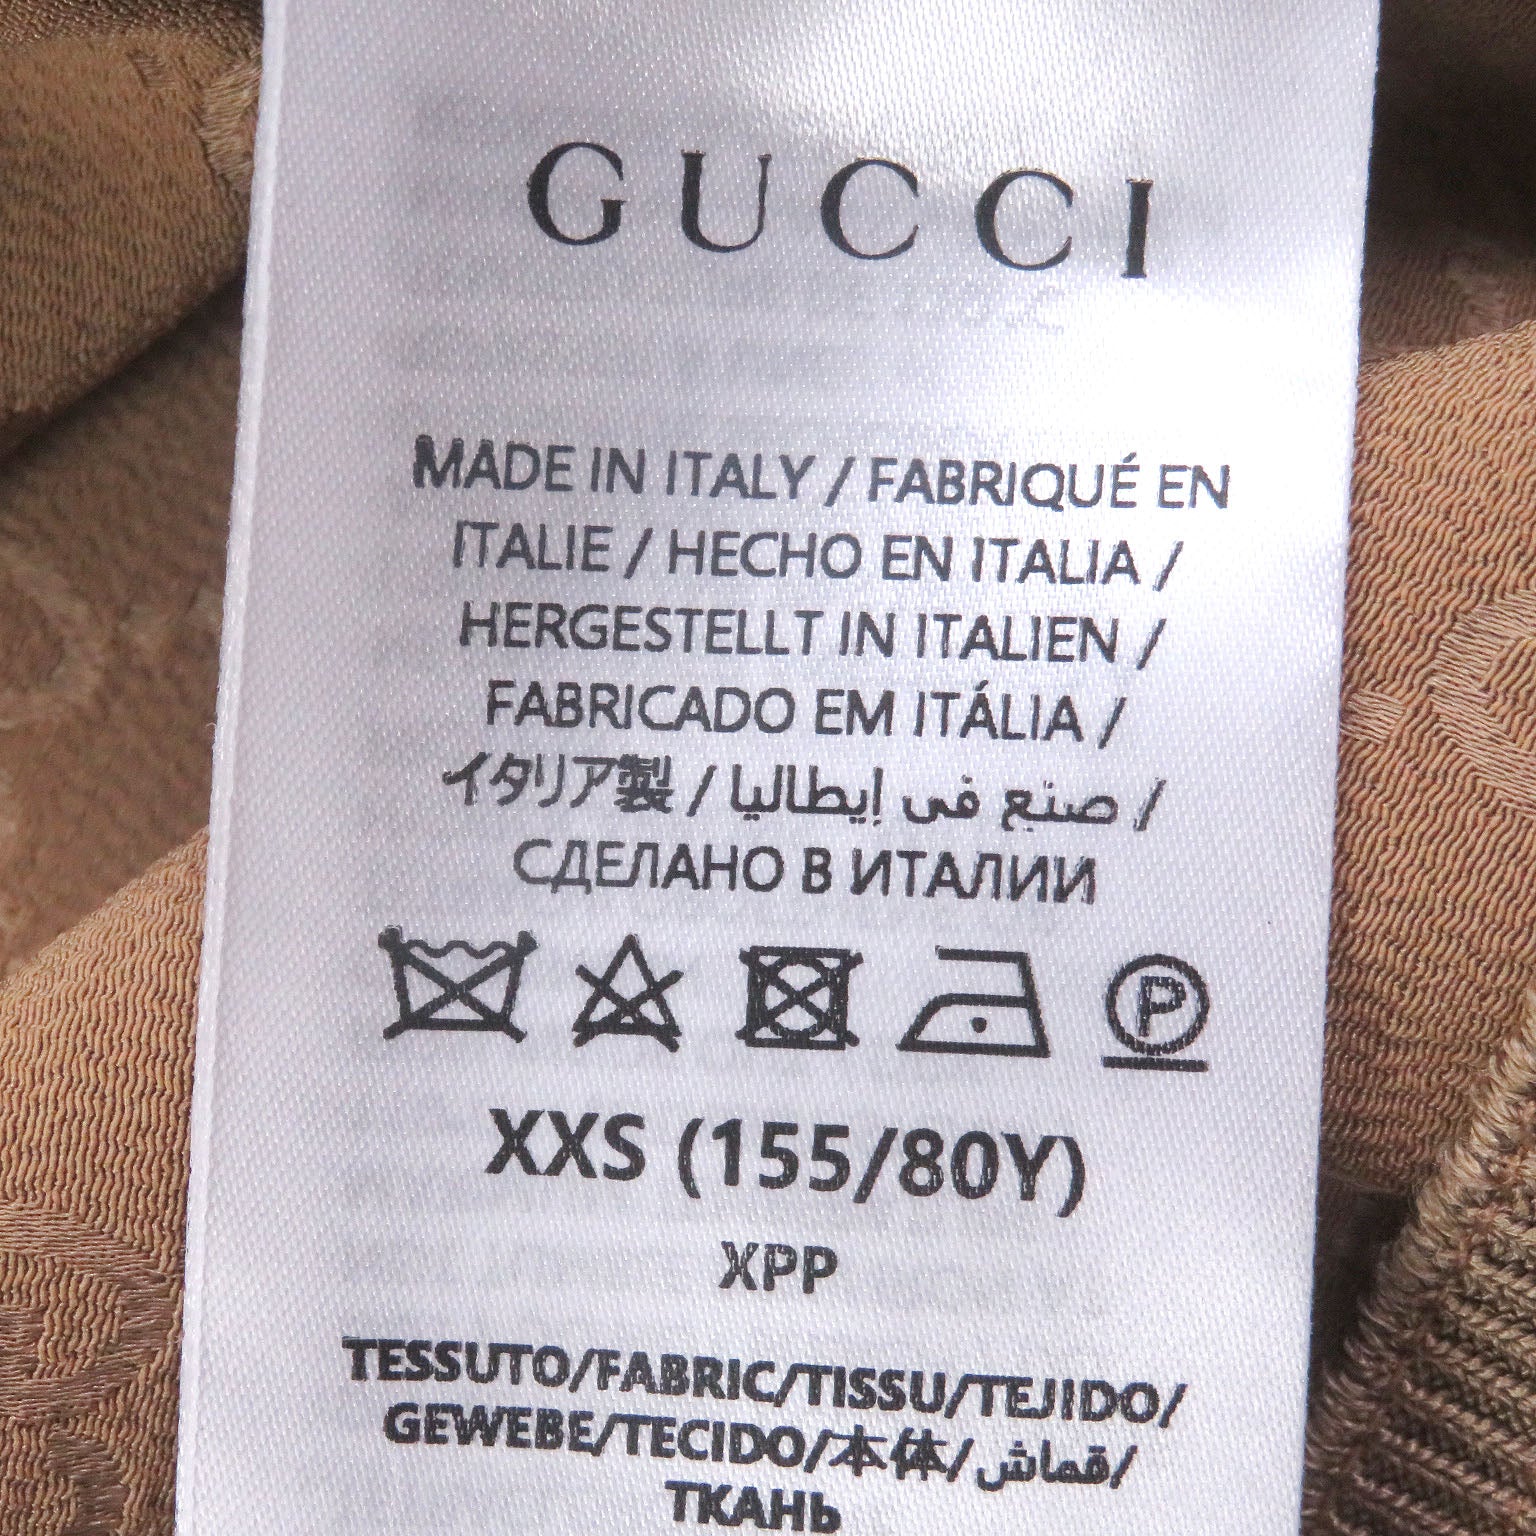 GUCCI
MADE IN ITALY / FABRIQUÉ EN
ITALIE / HECHO EN ITALIA /
HERGESTELLT IN ITALIEN /
FABRICADO EM ITÁLIA /
イタリア製 / صنع في إيطاليا /
СДЕЛАНО В ИТАЛИИ
P
XXS (155/80Y)
XPP
TESSUTO/FABRIC/TISSU/TEJIDO/
GEWEBE/TECIDO/本体/قماش/
ТКАНЬ